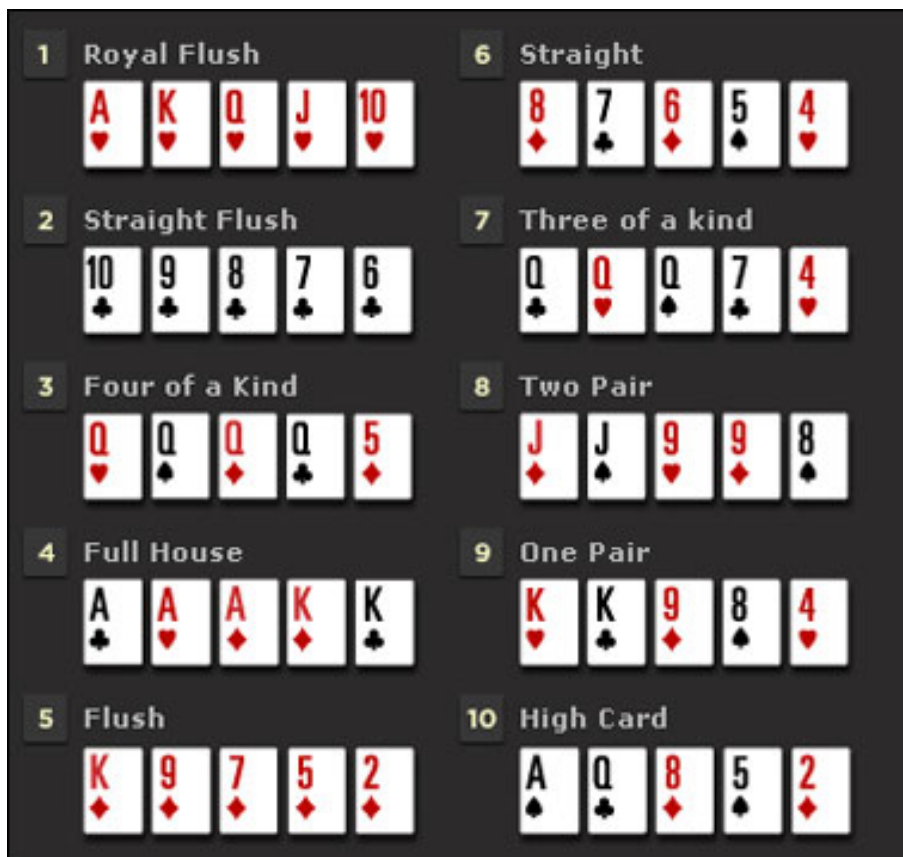 1 Royal Flush
A K Q J 10
2 Straight Flush
10 9 8 7 6
3 Four of a Kind
Q Q Q Q 5
4 Full House
A A A K K
5 Flush
K 9 7 5 2
6 Straight
8 7 6 5 4
7 Three of a kind
Q Q Q 7 4
8 Two Pair
J J 9 9 8
9 One Pair
K K 9 8 4
10 High Card
A Q 8 5 2